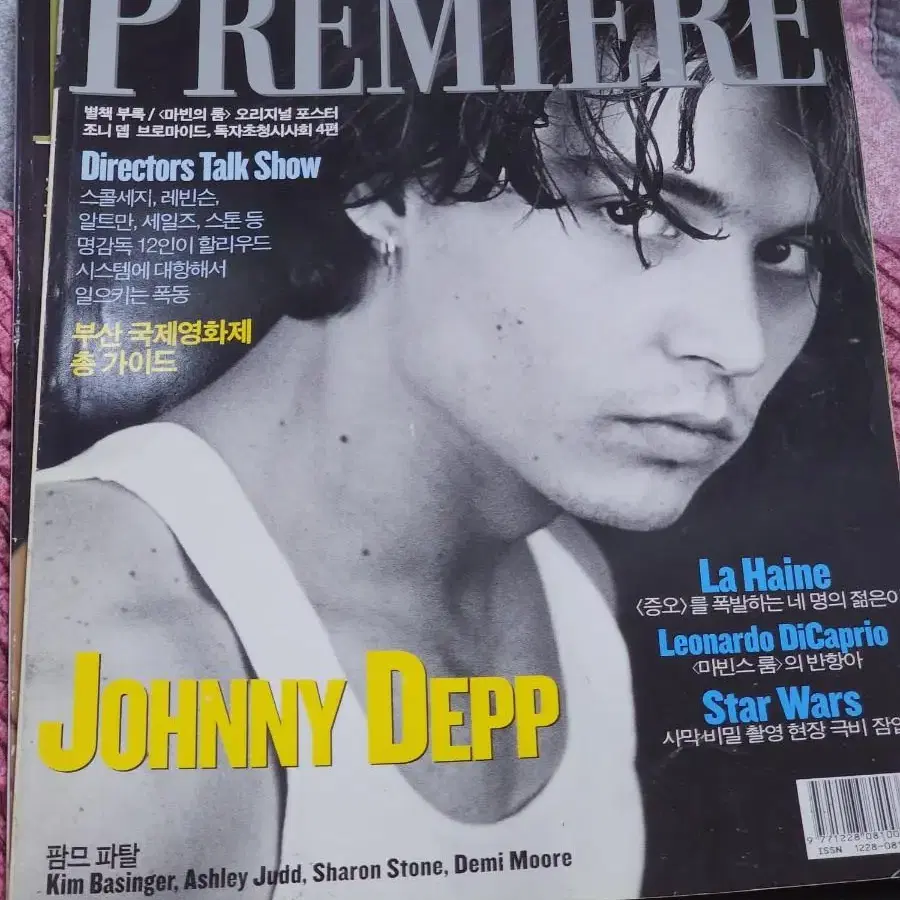 PREMIERE
별책 부록 / 〈마빈의 룸〉 오리지널 포스터
조니 뎁 브로마이드, 독자초청시사회 4편
Directors Talk Show
스콜세지, 레빈슨,
알트만, 세일즈, 스톤 등
명감독 12인이 할리우드
시스템에 대항해서
일으키는 폭동
부산 국제영화제
총 가이드
La Haine
〈증오〉를 폭발하는 네 명의 젊은이
Leonardo DiCaprio
〈마빈스 룸〉의 반항아
Star Wars
사막·비밀 촬영 현장 극비 잠입
JOHNNY DEPP
팜므 파탈
Kim Basinger, Ashley Judd, Sharon Stone, Demi Moore
9 771228 08100
ISSN 1228-081